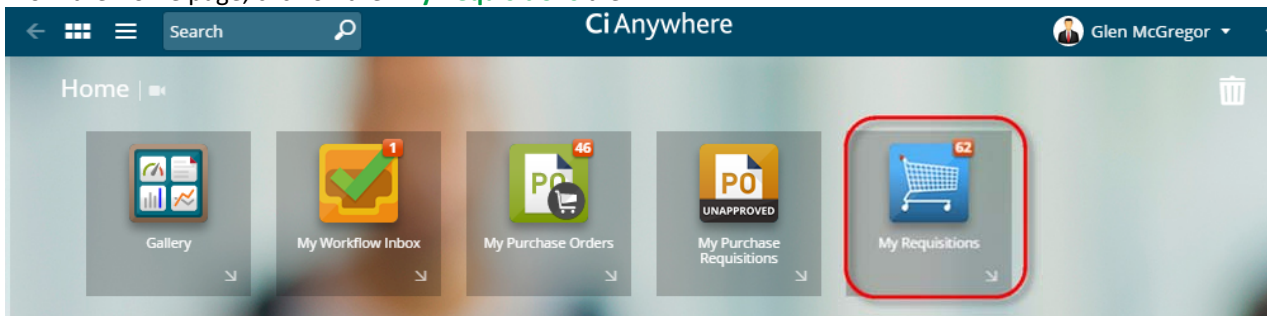 Search
Ci Anywhere
Glen McGregor
Home
1
46
62
PO
PO
UNAPPROVED
Gallery
My Workflow Inbox
My Purchase Orders
My Purchase
Requisitions
My Requisitions